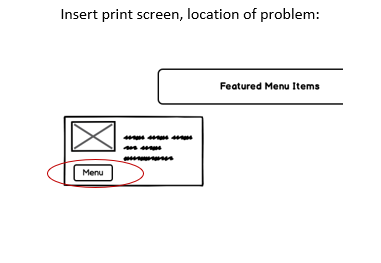 Insert print screen, location of problem:
Featured Menu Items
Menu